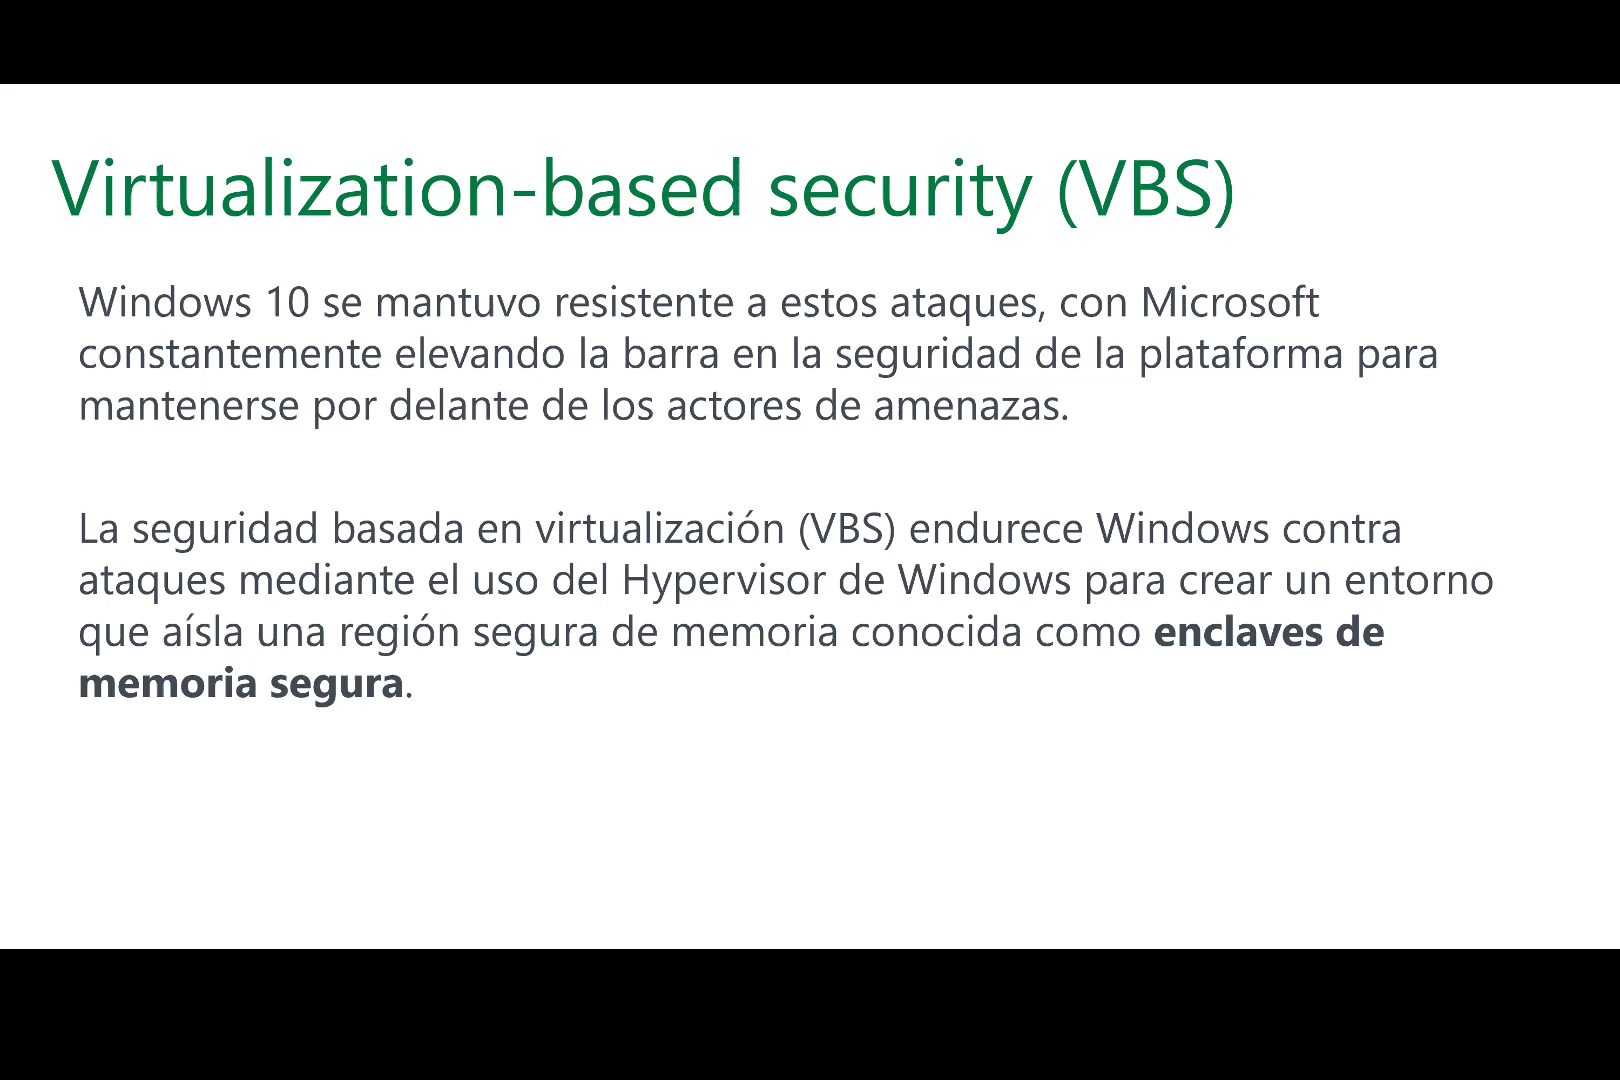 Virtualization-based security (VBS)
Windows 10 se mantuvo resistente a estos ataques, con Microsoft
constantemente elevando la barra en la seguridad de la plataforma para
mantenerse por delante de los actores de amenazas.
La seguridad basada en virtualización (VBS) endurece Windows contra
ataques mediante el uso del Hypervisor de Windows para crear un entorno
que aísla una región segura de memoria conocida como enclaves de
memoria segura.